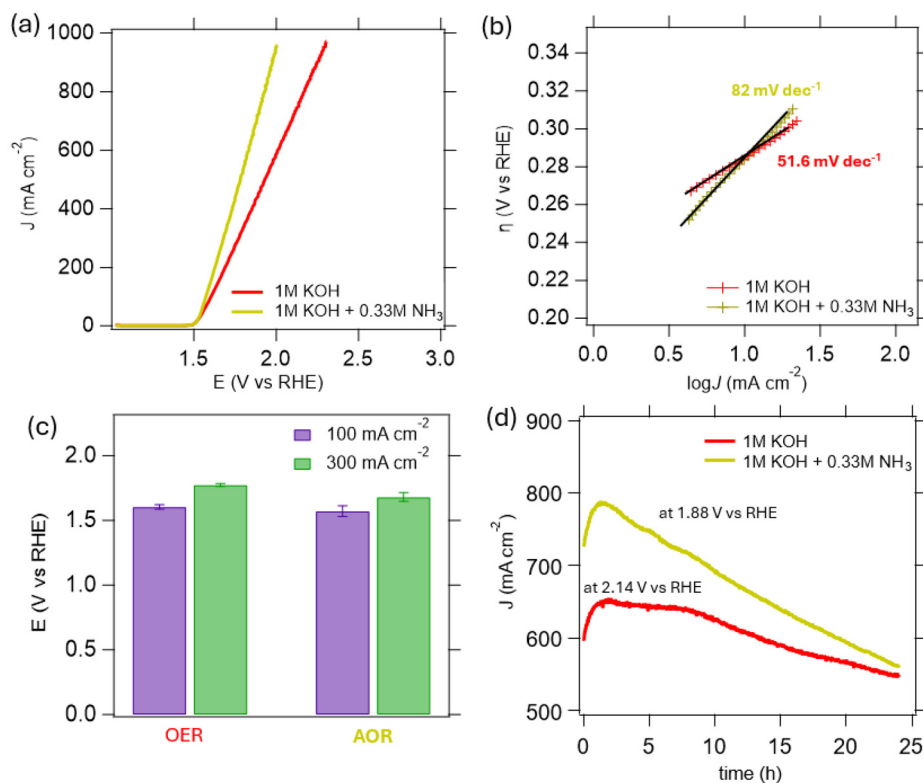 (a)
1000
800
600
400
200
0
J (mA cm⁻²)
1M KOH
1M KOH + 0.33M NH₃
1.5 2.0 2.5 3.0
E (V vs RHE)
(b)
0.34
0.32
0.30
0.28
0.26
0.24
0.22
0.20
η (V vs RHE)
82 mV dec⁻¹
51.6 mV dec⁻¹
1M KOH
1M KOH + 0.33M NH₃
0.0 0.5 1.0 1.5 2.0
logJ (mA cm⁻²)
(c)
100 mA cm⁻²
300 mA cm⁻²
2.0
1.5
1.0
0.5
0.0
E (V vs RHE)
OER AOR
(d)
900
800
700
600
500
J (mA cm⁻²)
1M KOH
1M KOH + 0.33M NH₃
at 1.88 V vs RHE
at 2.14 V vs RHE
0 5 10 15 20 25
time (h)